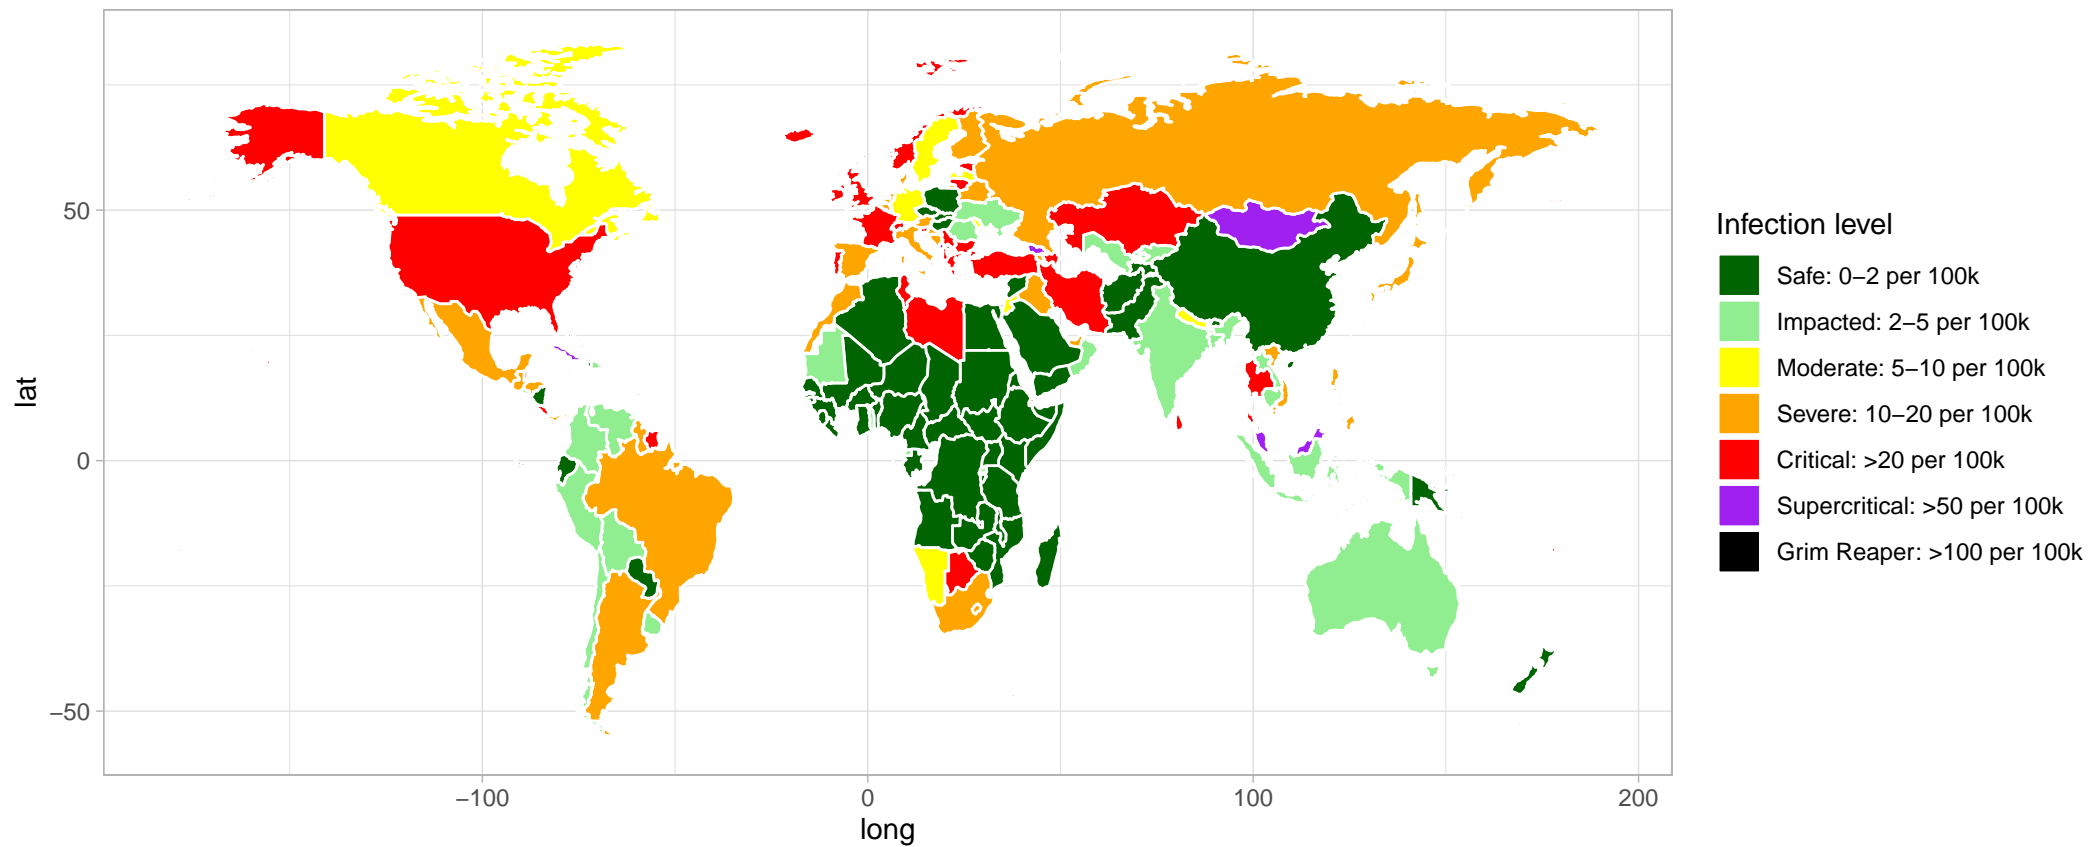 lat
50
0
−50
−100
0
100
200
long
Infection level
Safe: 0−2 per 100k
Impacted: 2−5 per 100k
Moderate: 5−10 per 100k
Severe: 10−20 per 100k
Critical: >20 per 100k
Supercritical: >50 per 100k
Grim Reaper: >100 per 100k